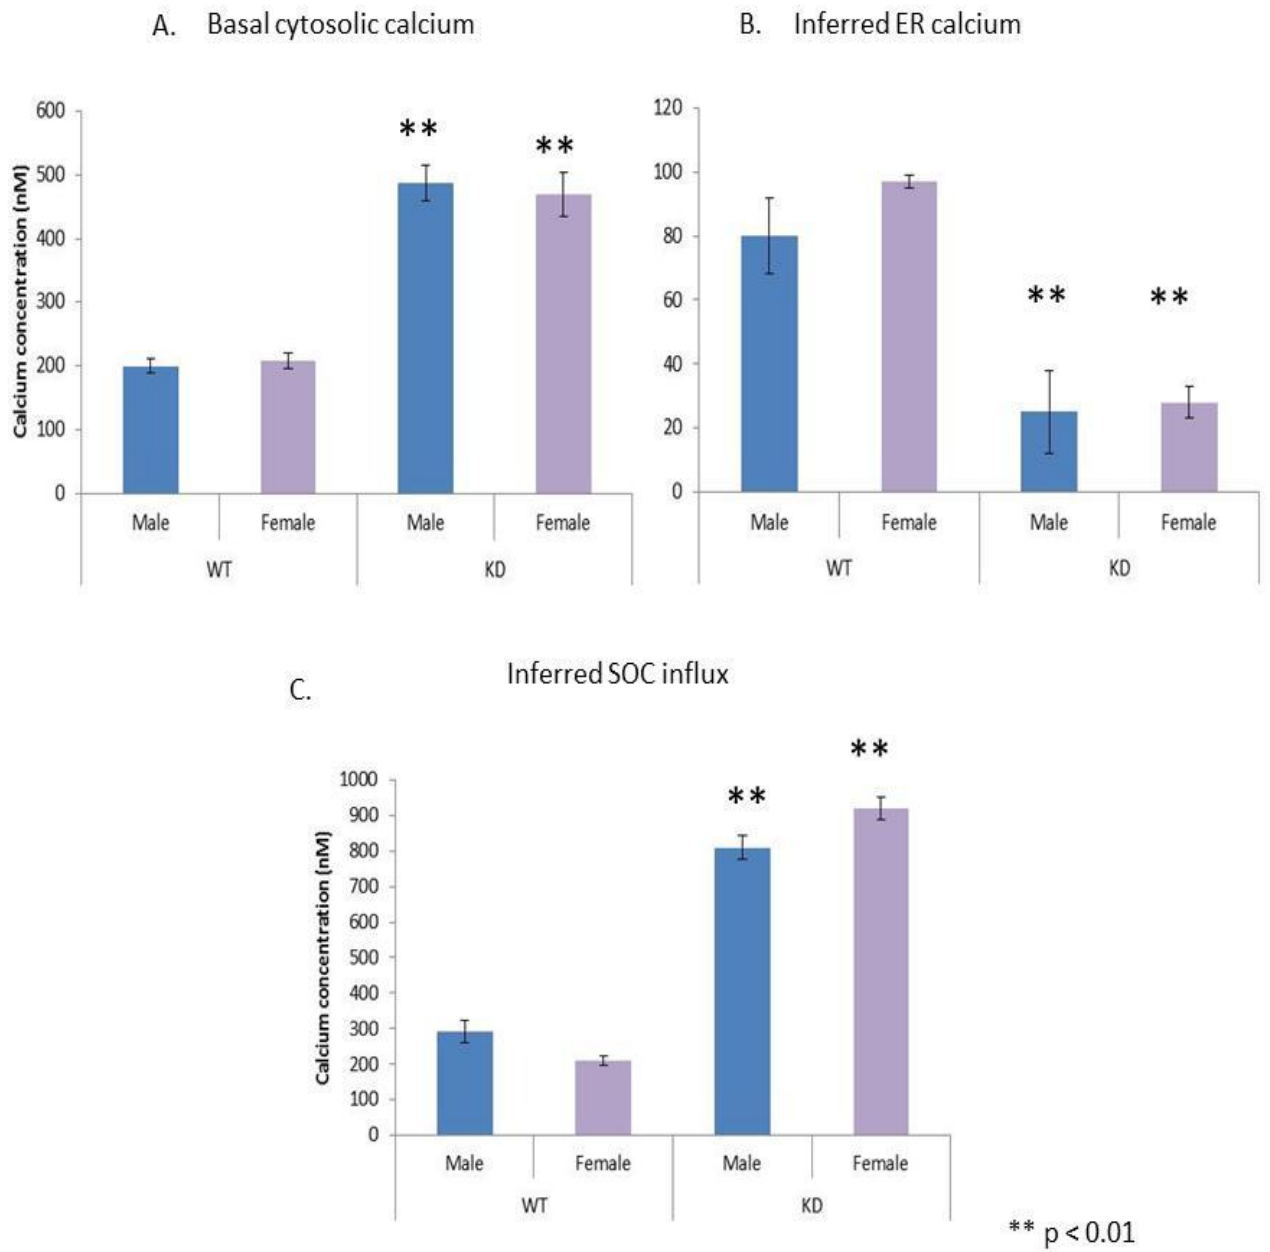 A. Basal cytosolic calcium
B. Inferred ER calcium
Calcium concentration (nM)
600
500
400
300
200
100
0
**
**
Male
Female
Male
Female
WT
KD
120
100
80
60
40
20
0
**
**
Male
Female
Male
Female
WT
KD
C.
Inferred SOC influx
Calcium concentration (nM)
1000
900
800
700
600
500
400
300
200
100
0
**
**
Male
Female
Male
Female
WT
KD
** p < 0.01